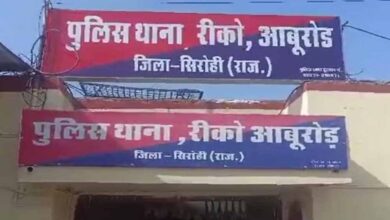 पुलिस थाना रीको, आबूरोड
जिला-सिरोही (राज.)
पुलिस थाना , रीको आबूरोड़
जिला - सिरोही (राज.)